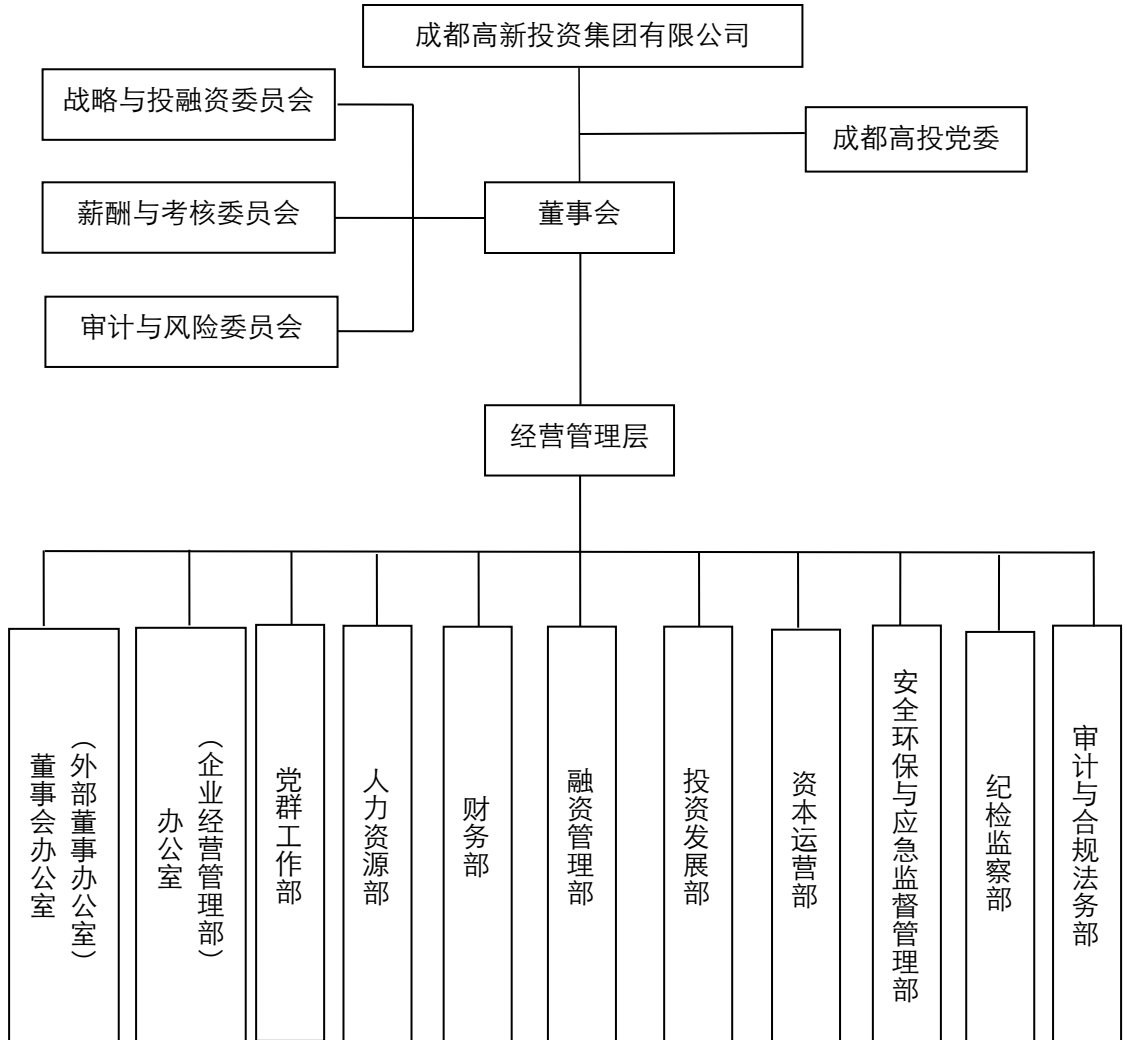 成都高新投资集团有限公司
战略与投融资委员会
成都高投党委
薪酬与考核委员会
董事会
审计与风险委员会
经营管理层
董事会办公室
（外部董事办公室）
办公室
（企业经营管理部）
党群工作部
人力资源部
财务部
融资管理部
投资发展部
资本运营部
安全环保与应急监督管理部
纪检监察部
审计与合规法务部